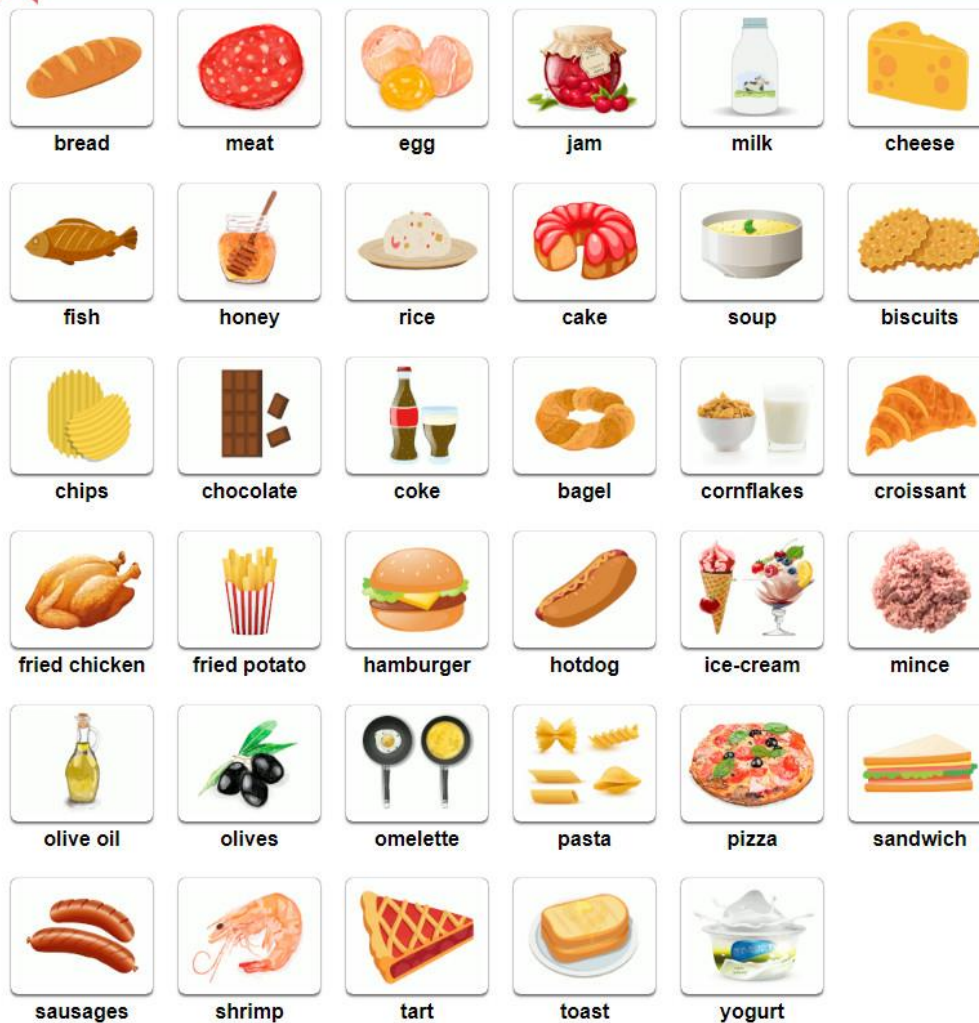 bread meat egg jam milk cheese
fish honey rice cake soup biscuits
chips chocolate coke bagel cornflakes croissant
fried chicken fried potato hamburger hotdog ice-cream mince
olive oil olives omelette pasta pizza sandwich
sausages shrimp tart toast yogurt